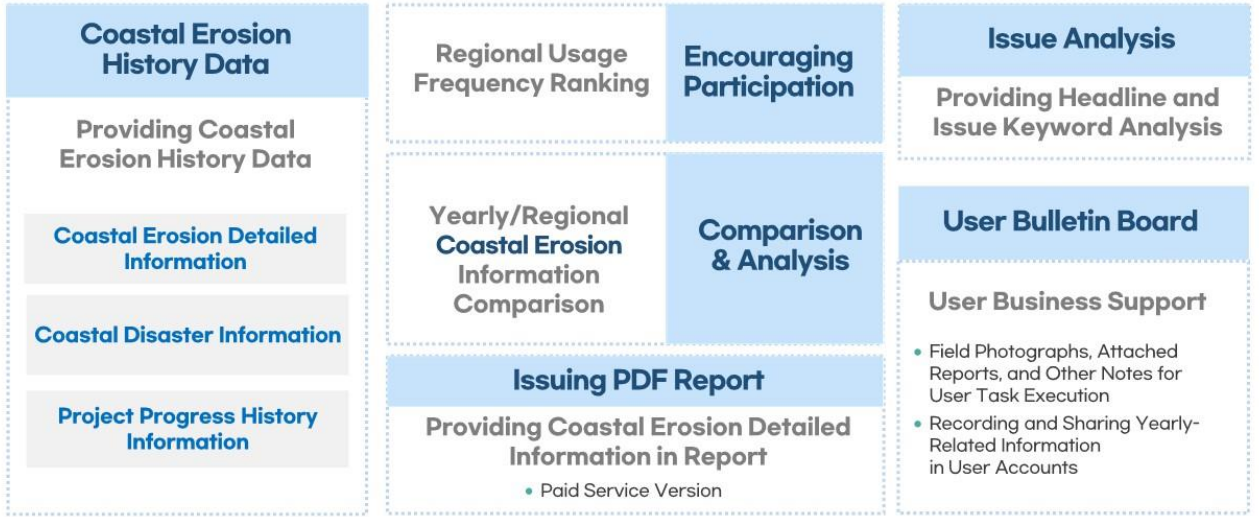 Coastal Erosion
History Data
Providing Coastal
Erosion History Data
Coastal Erosion Detailed
Information
Coastal Disaster Information
Project Progress History
Information
Regional Usage
Frequency Ranking
Encouraging
Participation
Yearly/Regional
Coastal Erosion
Information
Comparison
Comparison
& Analysis
Issuing PDF Report
Providing Coastal Erosion Detailed
Information in Report
• Paid Service Version
Issue Analysis
Providing Headline and
Issue Keyword Analysis
User Bulletin Board
User Business Support
• Field Photographs, Attached
Reports, and Other Notes for
User Task Execution
• Recording and Sharing Yearly-
Related Information
in User Accounts